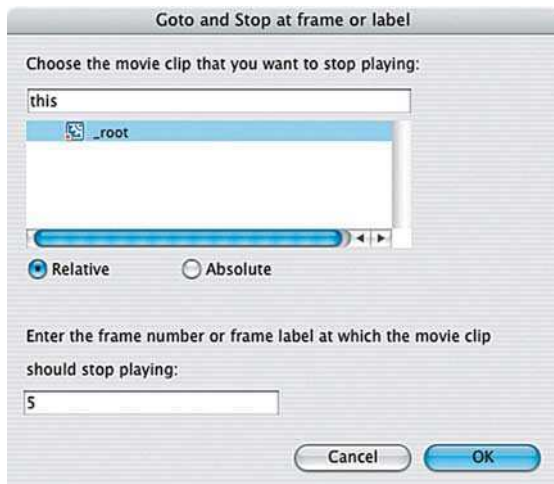 Goto and Stop at frame or label
Choose the movie clip that you want to stop playing:
this
_root
Relative Absolute
Enter the frame number or frame label at which the movie clip
should stop playing:
5
Cancel OK